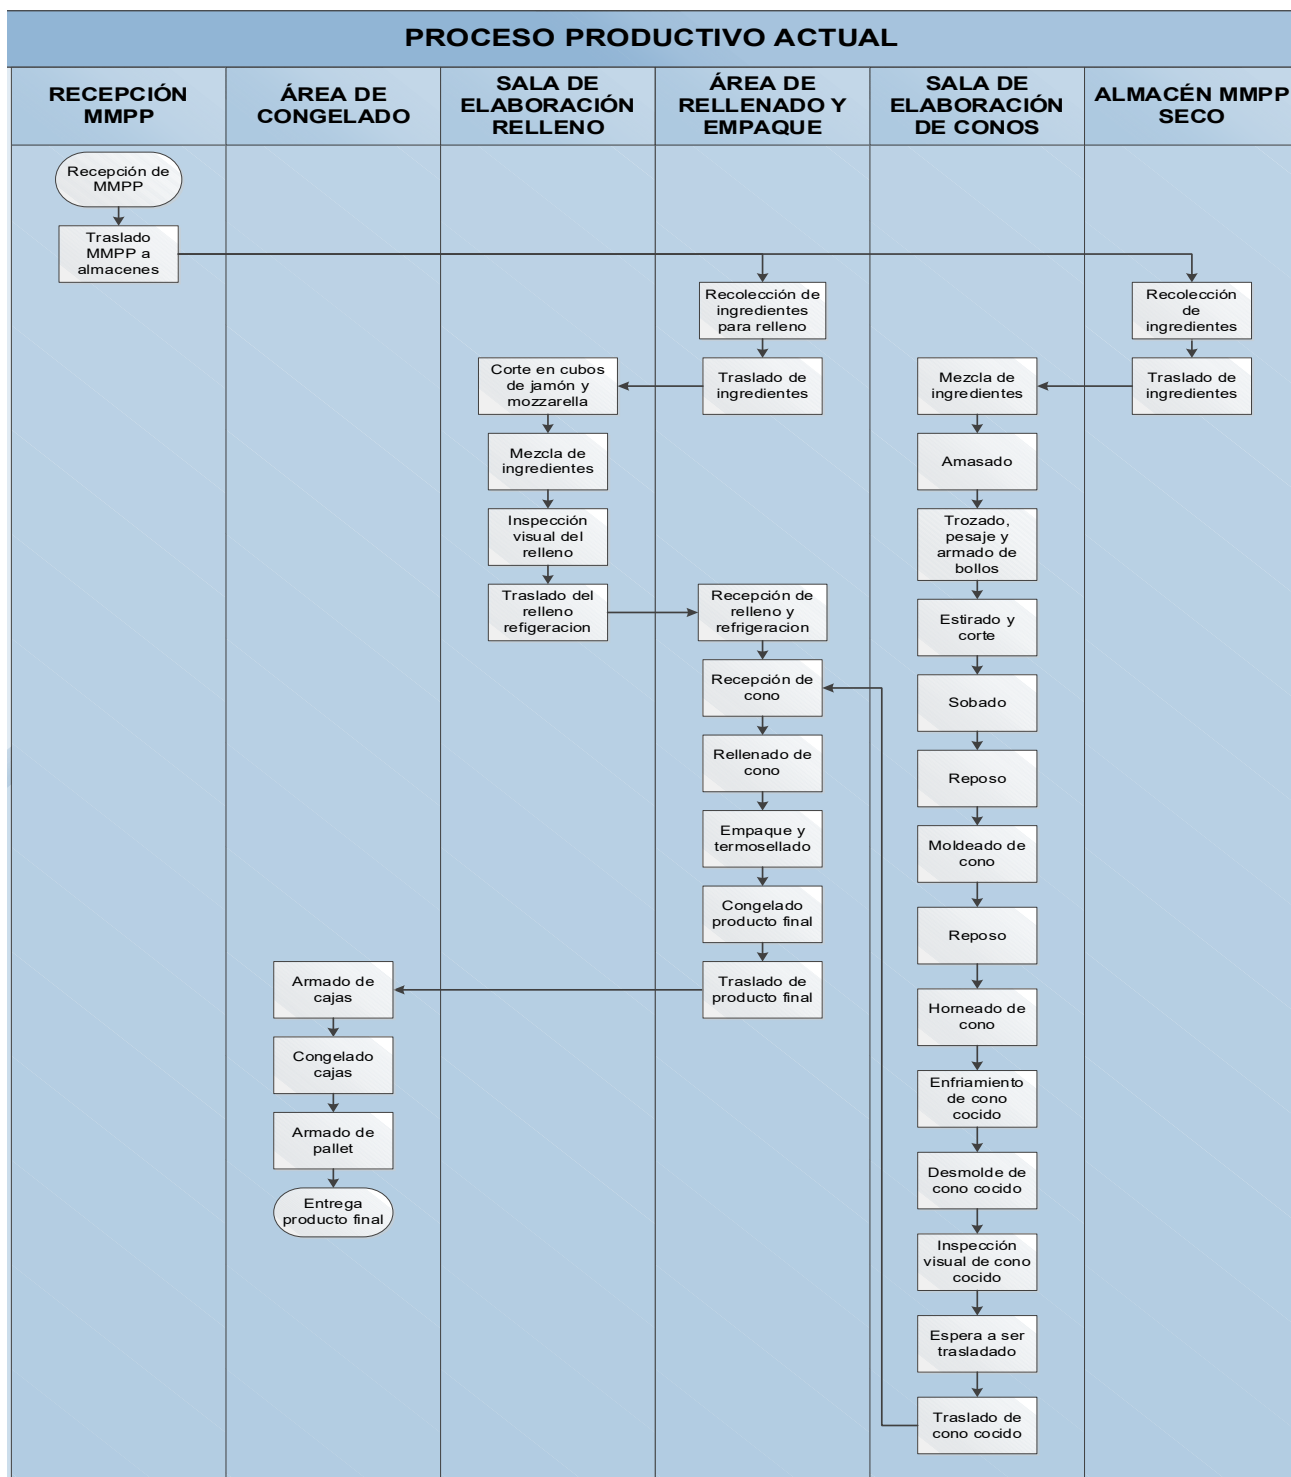 PROCESO PRODUCTIVO ACTUAL
RECEPCIÓN
MMPP
ÁREA DE
CONGELADO
SALA DE
ELABORACIÓN
RELLENO
ÁREA DE
RELLENADO Y
EMPAQUE
SALA DE
ELABORACIÓN
DE CONOS
ALMACÉN MMPP
SECO
Recepción de
MMPP
Traslado
MMPP a
almacenes
Recolección de
ingredientes
para relleno
Recolección
de
ingredientes
Corte en cubos
de jamón y
mozzarella
Traslado de
ingredientes
Mezcla de
ingredientes
Traslado de
ingredientes
Mezcla de
ingredientes
Amasado
Inspección
visual del
relleno
Trozado,
pesaje y
armado de
bollos
Traslado del
relleno
refigeracion
Recepción de
relleno y
refrigeracion
Estirado y
corte
Recepción de
cono
Sobado
Rellenado de
cono
Reposo
Empaque y
termosellado
Moldeado de
cono
Congelado
producto final
Reposo
Armado de
cajas
Traslado de
producto final
Horneado de
cono
Congelado
cajas
Enfriamiento
de cono
cocido
Armado de
pallet
Desmolde de
cono cocido
Entrega
producto final
Inspección
visual de cono
cocido
Espera a ser
trasladado
Traslado de
cono cocido